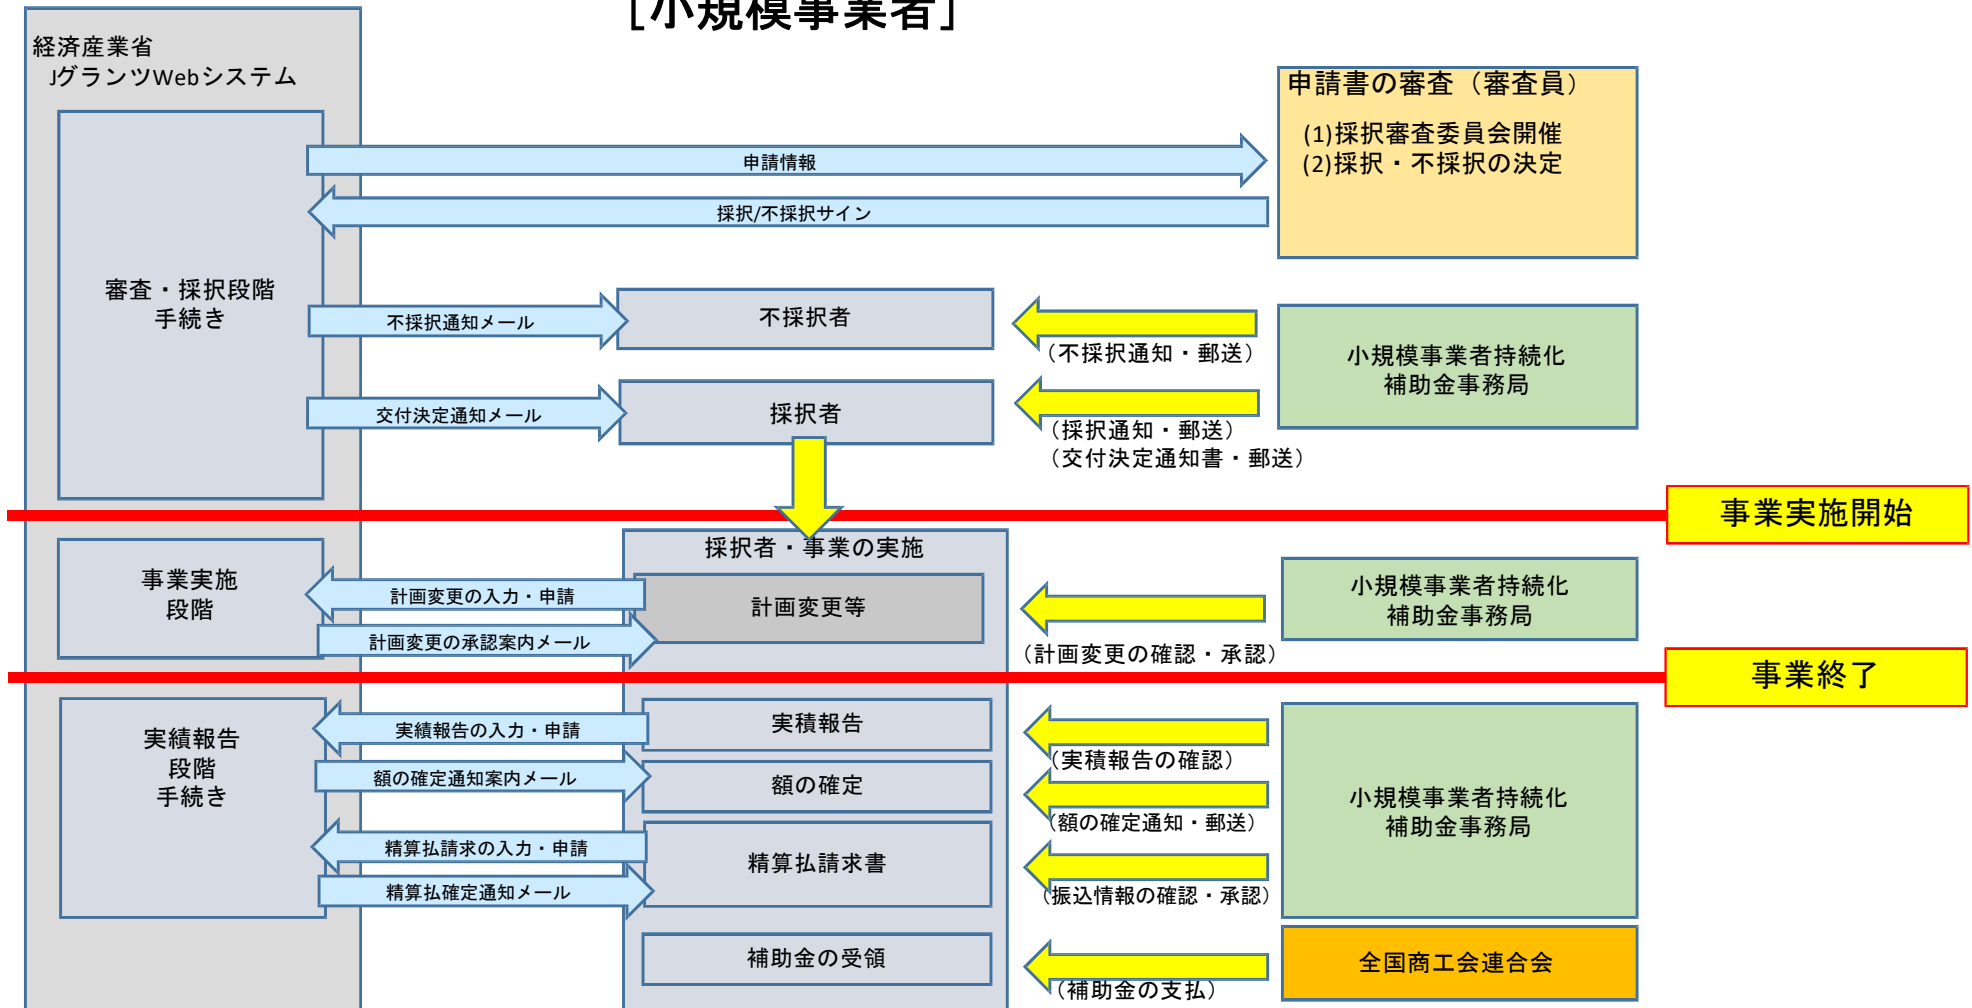 ［小規模事業者］
経済産業省
JグランツWebシステム
申請書の審査（審査員）
(1)採択審査委員会開催
(2)採択・不採択の決定
申請情報
採択/不採択サイン
審査・採択段階
手続き
不採択通知メール
不採択者
（不採択通知・郵送）
小規模事業者持続化
補助金事務局
交付決定通知メール
採択者
（採択通知・郵送）
（交付決定通知書・郵送）
事業実施開始
採択者・事業の実施
事業実施
段階
計画変更の入力・申請
計画変更等
計画変更の承認案内メール
（計画変更の確認・承認）
小規模事業者持続化
補助金事務局
事業終了
実績報告
段階
手続き
実績報告の入力・申請
実積報告
（実積報告の確認）
額の確定通知案内メール
額の確定
（額の確定通知・郵送）
小規模事業者持続化
補助金事務局
精算払請求の入力・申請
精算払請求書
精算払確定通知メール
（振込情報の確認・承認）
補助金の受領
（補助金の支払）
全国商工会連合会